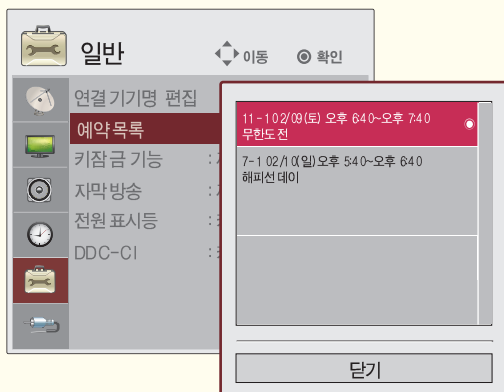 일반
이동
확인
연결 기기명 편집
예약 목록
키잠금 기능 :
자막 방송 :
전원 표시등 :
DDC-CI :
11-1 02/09(토) 오후 6:40~오후 7:40
무한도전
7-1 02/10(일) 오후 5:40~오후 6:40
해피선데이
닫기